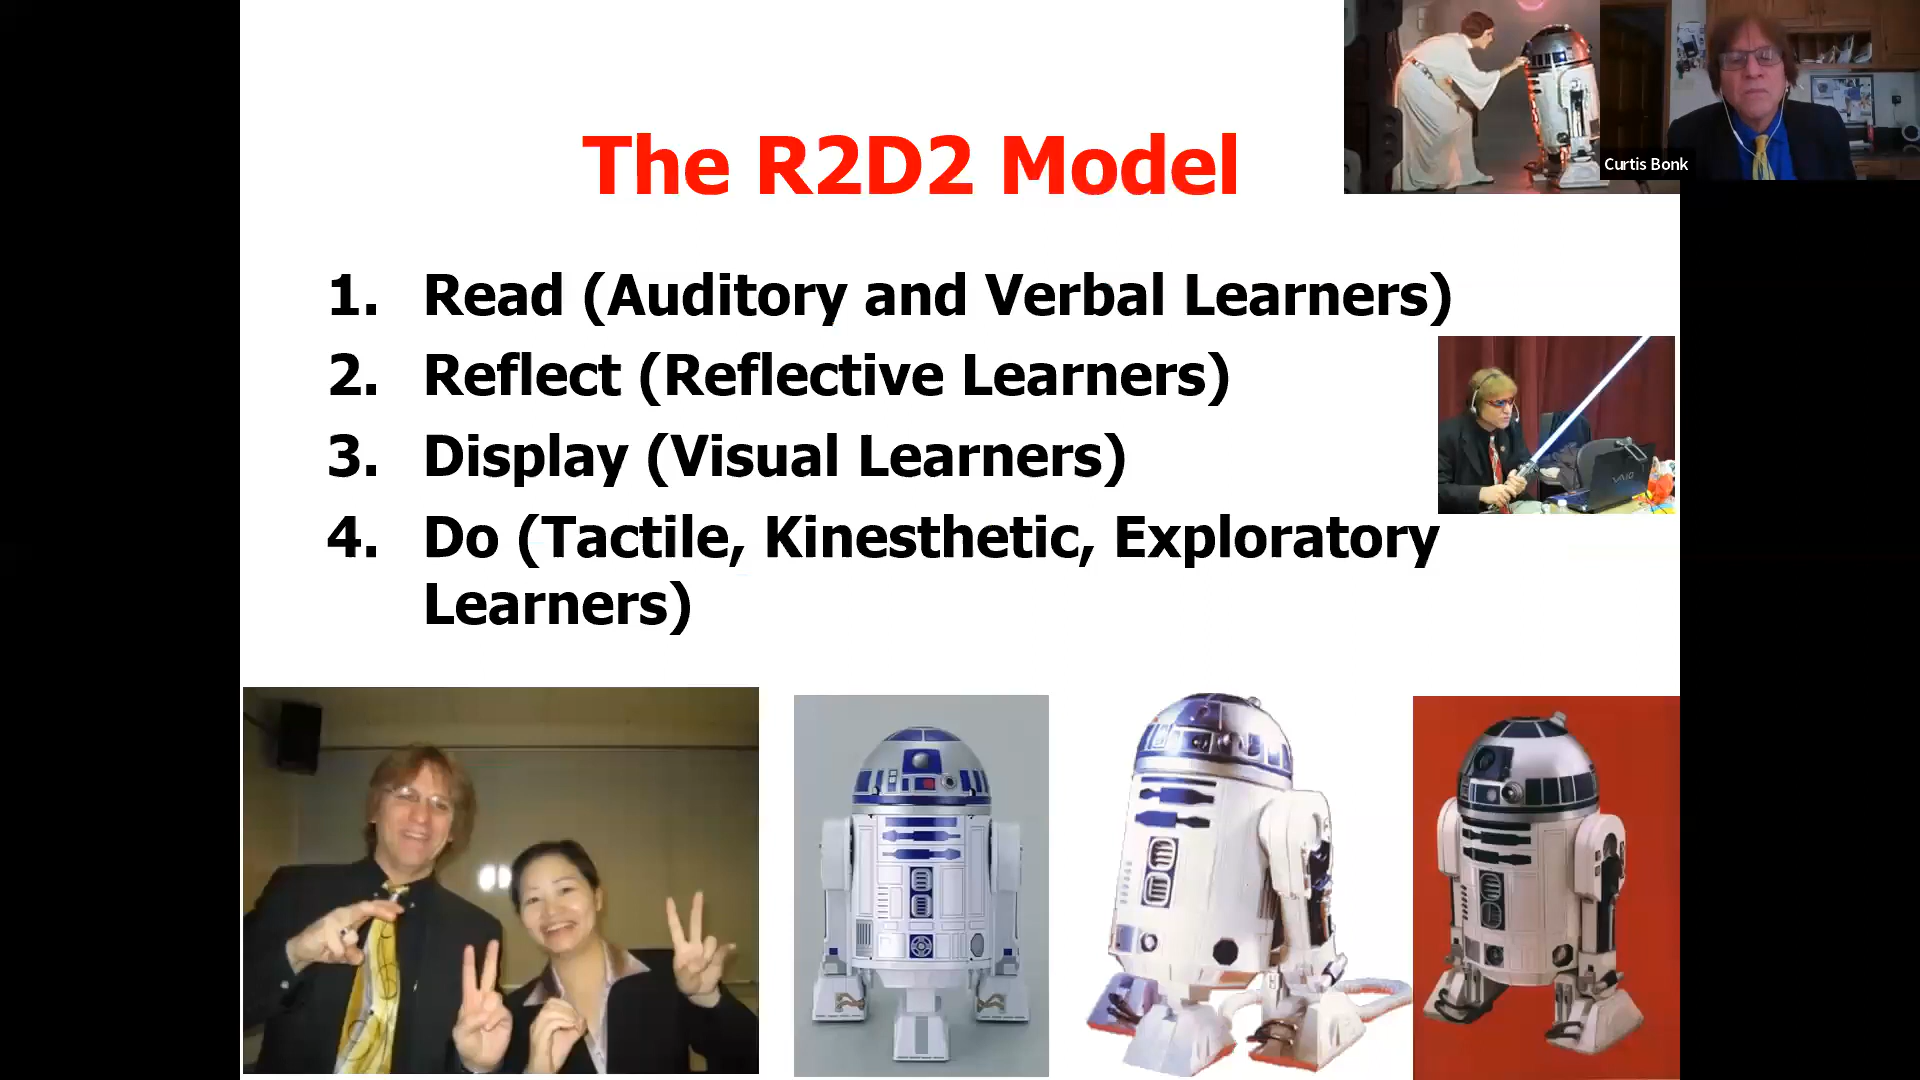 The R2D2 Model
Curtis Bonk
1. Read (Auditory and Verbal Learners)
2. Reflect (Reflective Learners)
3. Display (Visual Learners)
VAIO
4. Do (Tactile, Kinesthetic, Exploratory
Learners)